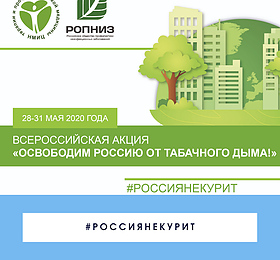 РОПНИЗ
28-31 МАЯ 2020 ГОДА
ВСЕРОССИЙСКАЯ АКЦИЯ
«ОСВОБОДИМ РОССИЮ ОТ ТАБАЧНОГО ДЫМА!»
#РОССИЯНЕКУРИТ
#РОССИЯНЕКУРИТ